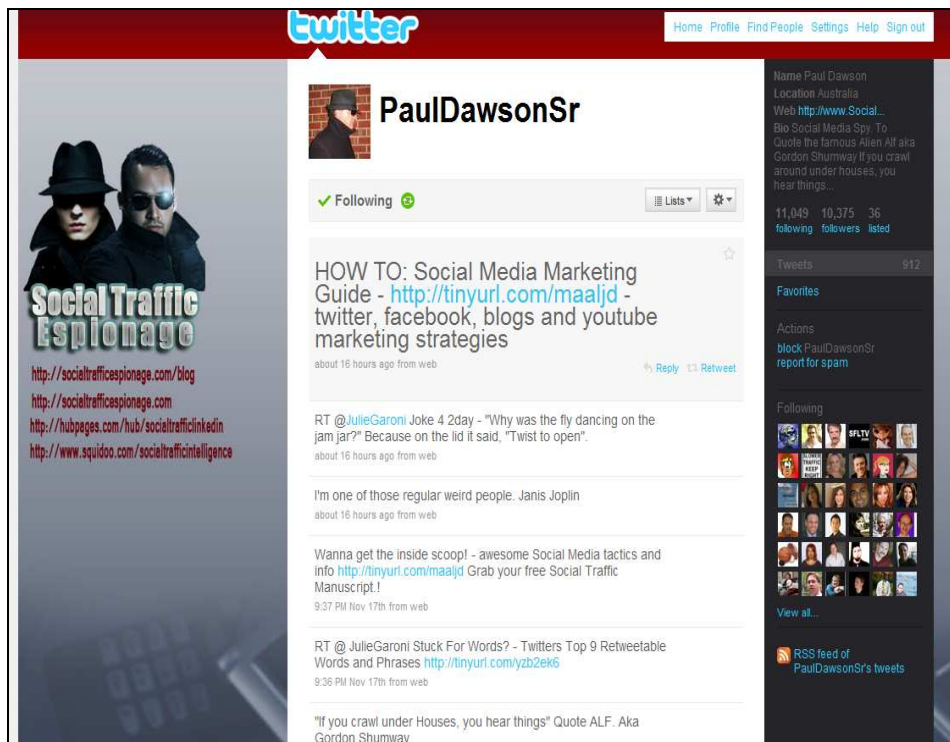 twitter
Home Profile Find People Settings Help Sign out
Social Traffic
Espionage
http://socialtrafficespionage.com/blog
http://socialtrafficespionage.com
http://hubpages.com/hub/socialtrafficlinkedin
http://www.squidoo.com/socialtrafficintelligence
PaulDawsonSr
Following
Lists
HOW TO: Social Media Marketing
Guide - http://tinyurl.com/maaljd -
twitter, facebook, blogs and youtube
marketing strategies
about 16 hours ago from web
Reply Retweet
RT @JulieGaroni Joke 4 2day - "Why was the fly dancing on the
jam jar?" Because on the lid it said, "Twist to open".
about 16 hours ago from web
I'm one of those regular weird people. Janis Joplin
about 16 hours ago from web
Wanna get the inside scoop! - awesome Social Media tactics and
info http://tinyurl.com/maaljd Grab your free Social Traffic
Manuscript.!
9:37 PM Nov 17th from web
RT @ JulieGaroni Stuck For Words? - Twitters Top 9 Retweetable
Words and Phrases http://tinyurl.com/yzb2ek6
9:36 PM Nov 17th from web
"If you crawl under Houses, you hear things" Quote ALF. Aka
Gordon Shumway
Name Paul Dawson
Location Australia
Web http://www.Social...
Bio Social Media Spy. To
Quote the famous Alien Alf aka
Gordon Shumway If you crawl
around under houses, you
hear things...
11,049 10,375 36
following followers listed
Tweets 912
Favorites
Actions
block PaulDawsonSr
report for spam
Following
SFLTV
SLOWER
TRAFFIC
KEEP
RIGHT
View all...
RSS feed of
PaulDawsonSr's tweets